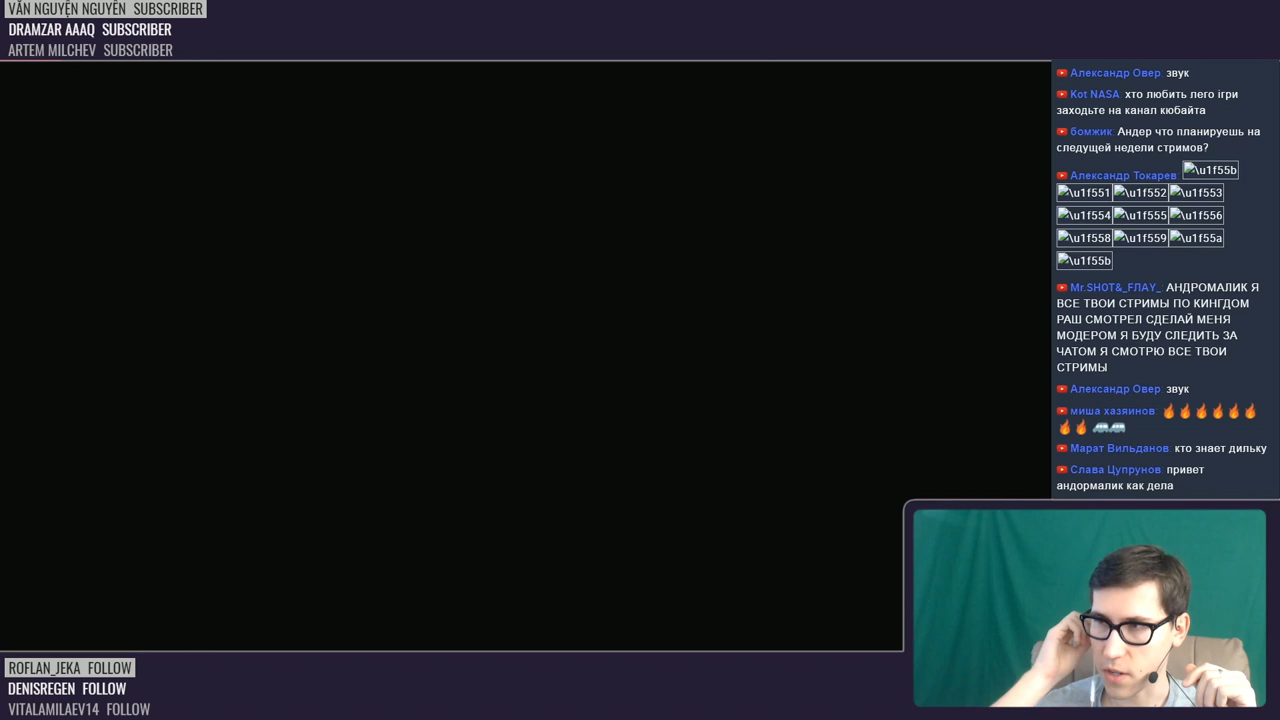 VĂN NGUYỆN NGUYỄN SUBSCRIBER
DRAMZAR AAAQ SUBSCRIBER
ARTEM MILCHEV SUBSCRIBER
Александр Овер: звук
Kot NASA: хто любить лего ігри
заходьте на канал кюбайта
бомжик: Андер что планируешь на
следущей недели стримов?
Александр Токарев: \u1f55b
\u1f551 \u1f552 \u1f553
\u1f554 \u1f555 \u1f556
\u1f558 \u1f559 \u1f55a
\u1f55b
Mr.SHOT&_FЛАУ_: АНДРОМАЛИК Я
ВСЕ ТВОИ СТРИМЫ ПО КИНГДОМ
РАШ СМОТРЕЛ СДЕЛАЙ МЕНЯ
МОДЕРОМ Я БУДУ СЛЕДИТЬ ЗА
ЧАТОМ Я СМОТРЮ ВСЕ ТВОИ
СТРИМЫ
Александр Овер: звук
миша хазяинов: 🔥🔥🔥🔥🔥🔥
🔥🔥
Марат Вильданов: кто знает дильку
Слава Цупрунов: привет
андормалик как дела
ROFLAN_JEKA FOLLOW
DENISREGEN FOLLOW
VITALAMILAEV14 FOLLOW